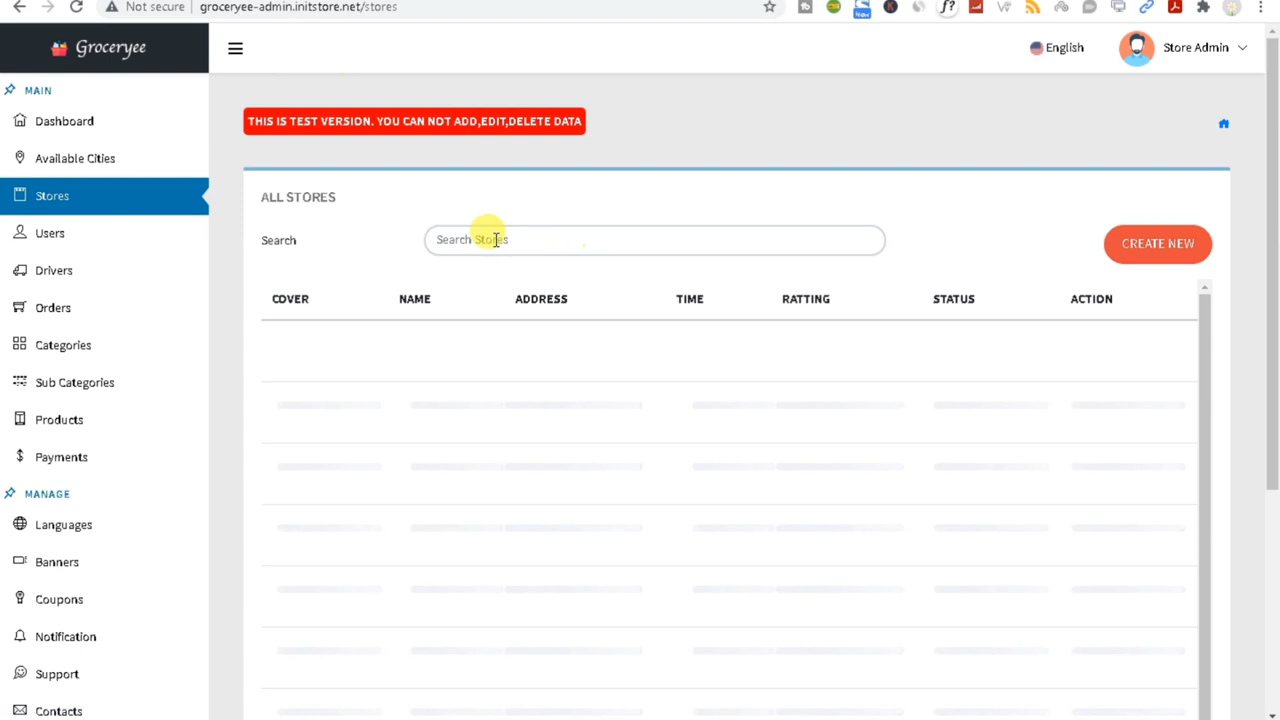 Not secure groceryee-admin.initstore.net/stores
Groceryee
English
Store Admin
MAIN
Dashboard
Available Cities
Stores
Users
Drivers
Orders
Categories
Sub Categories
Products
Payments
MANAGE
Languages
Banners
Coupons
Notification
Support
Contacts
THIS IS TEST VERSION. YOU CAN NOT ADD,EDIT,DELETE DATA
ALL STORES
Search
Search Stores
CREATE NEW
COVER NAME ADDRESS TIME RATTING STATUS ACTION